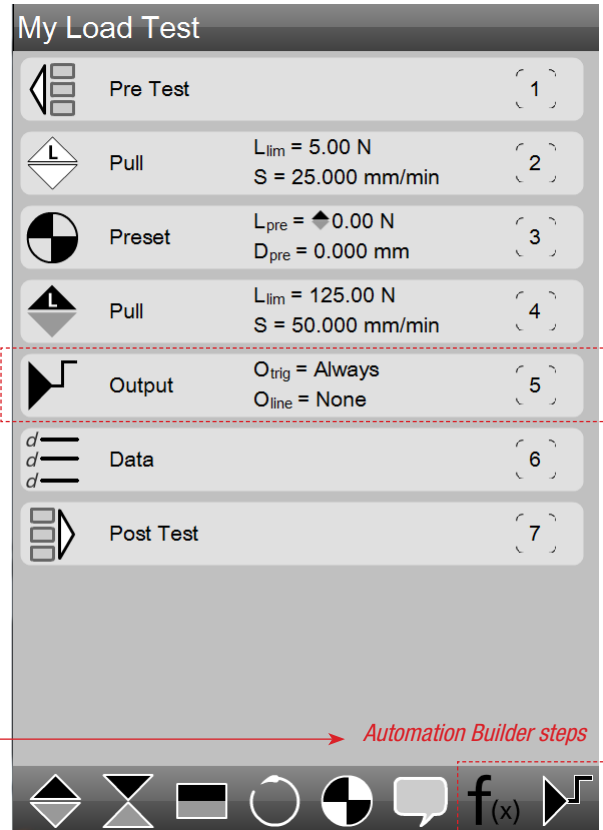 My Load Test
Pre Test 1
L Pull Llim = 5.00 N S = 25.000 mm/min 2
Preset Lpre = 0.00 N Dpre = 0.000 mm 3
L Pull Llim = 125.00 N S = 50.000 mm/min 4
Output Otrig = Always Oline = None 5
d d d Data 6
Post Test 7
Automation Builder steps
f(x)